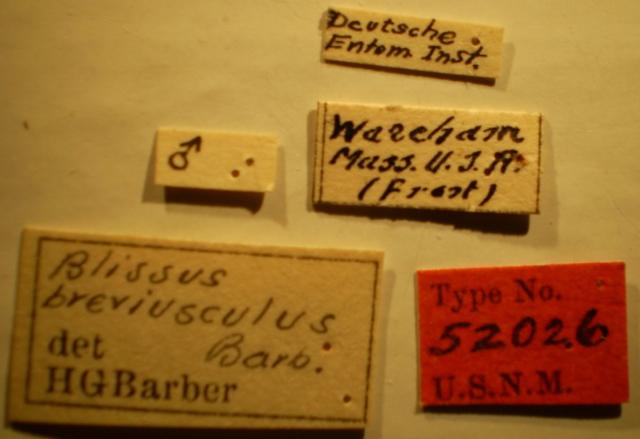 Deutsche
Entom Inst.
Wareham
Mass. U.S.A.
(Frost)
♂
Blissus
breviusculus
det Barb.
HGBarber
Type No.
52026
U.S.N.M.